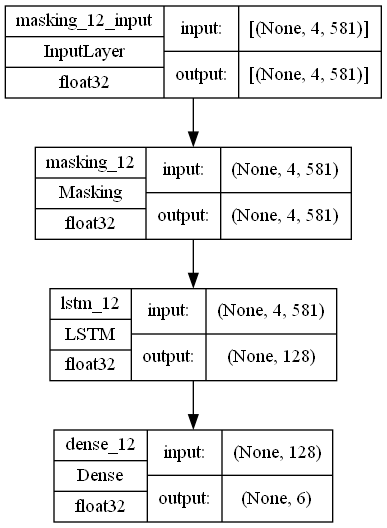 masking_12_input
InputLayer
float32
input:
[(None, 4, 581)]
output:
[(None, 4, 581)]
masking_12
Masking
float32
input:
(None, 4, 581)
output:
(None, 4, 581)
lstm_12
LSTM
float32
input:
(None, 4, 581)
output:
(None, 128)
dense_12
Dense
float32
input:
(None, 128)
output:
(None, 6)